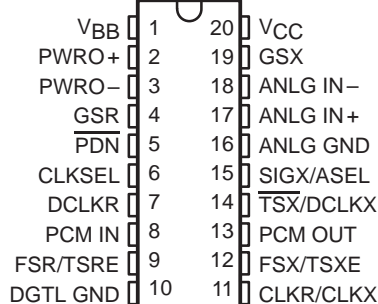 VBB 1 20 VCC
PWRO+ 2 19 GSX
PWRO− 3 18 ANLG IN−
GSR 4 17 ANLG IN+
PDN 5 16 ANLG GND
CLKSEL 6 15 SIGX/ASEL
DCLKR 7 14 TSX/DCLKX
PCM IN 8 13 PCM OUT
FSR/TSRE 9 12 FSX/TSXE
DGTL GND 10 11 CLKR/CLKX